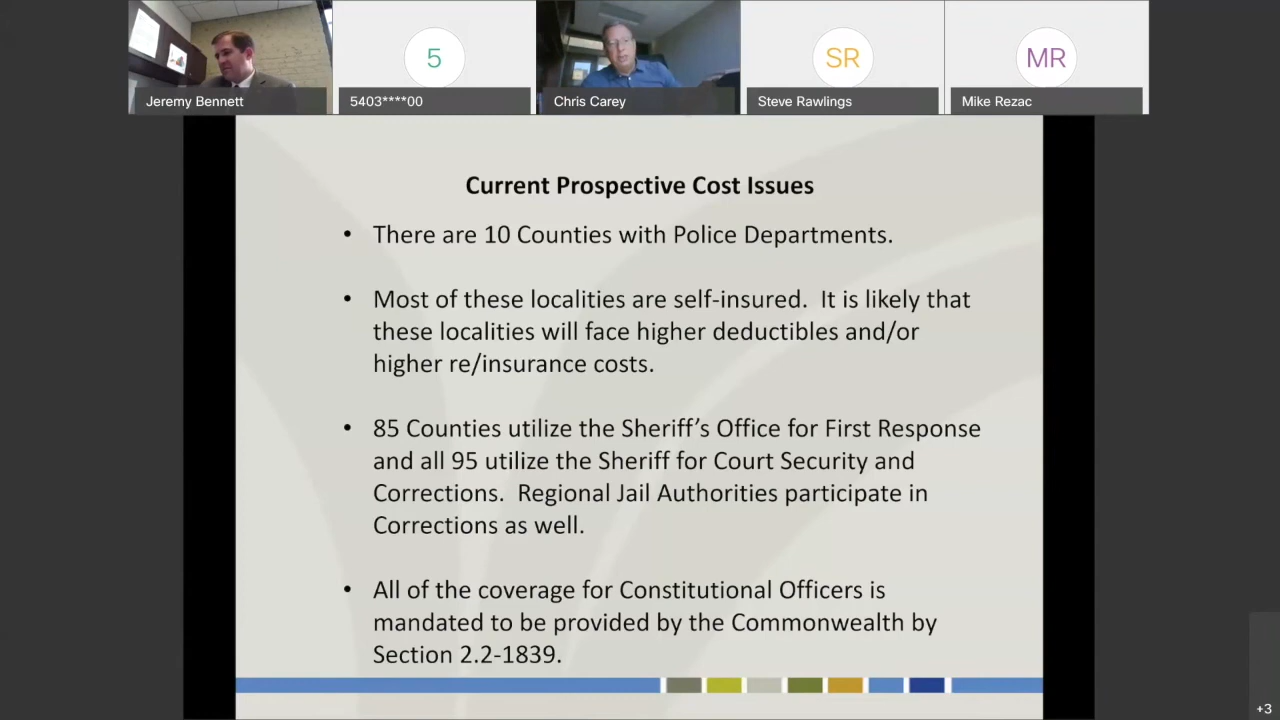 5
SR
MR
Jeremy Bennett
5403****00
Chris Carey
Steve Rawlings
Mike Rezac
Current Prospective Cost Issues
• There are 10 Counties with Police Departments.
• Most of these localities are self-insured.  It is likely that
these localities will face higher deductibles and/or
higher re/insurance costs.
• 85 Counties utilize the Sheriff’s Office for First Response
and all 95 utilize the Sheriff for Court Security and
Corrections.  Regional Jail Authorities participate in
Corrections as well.
• All of the coverage for Constitutional Officers is
mandated to be provided by the Commonwealth by
Section 2.2-1839.
+3